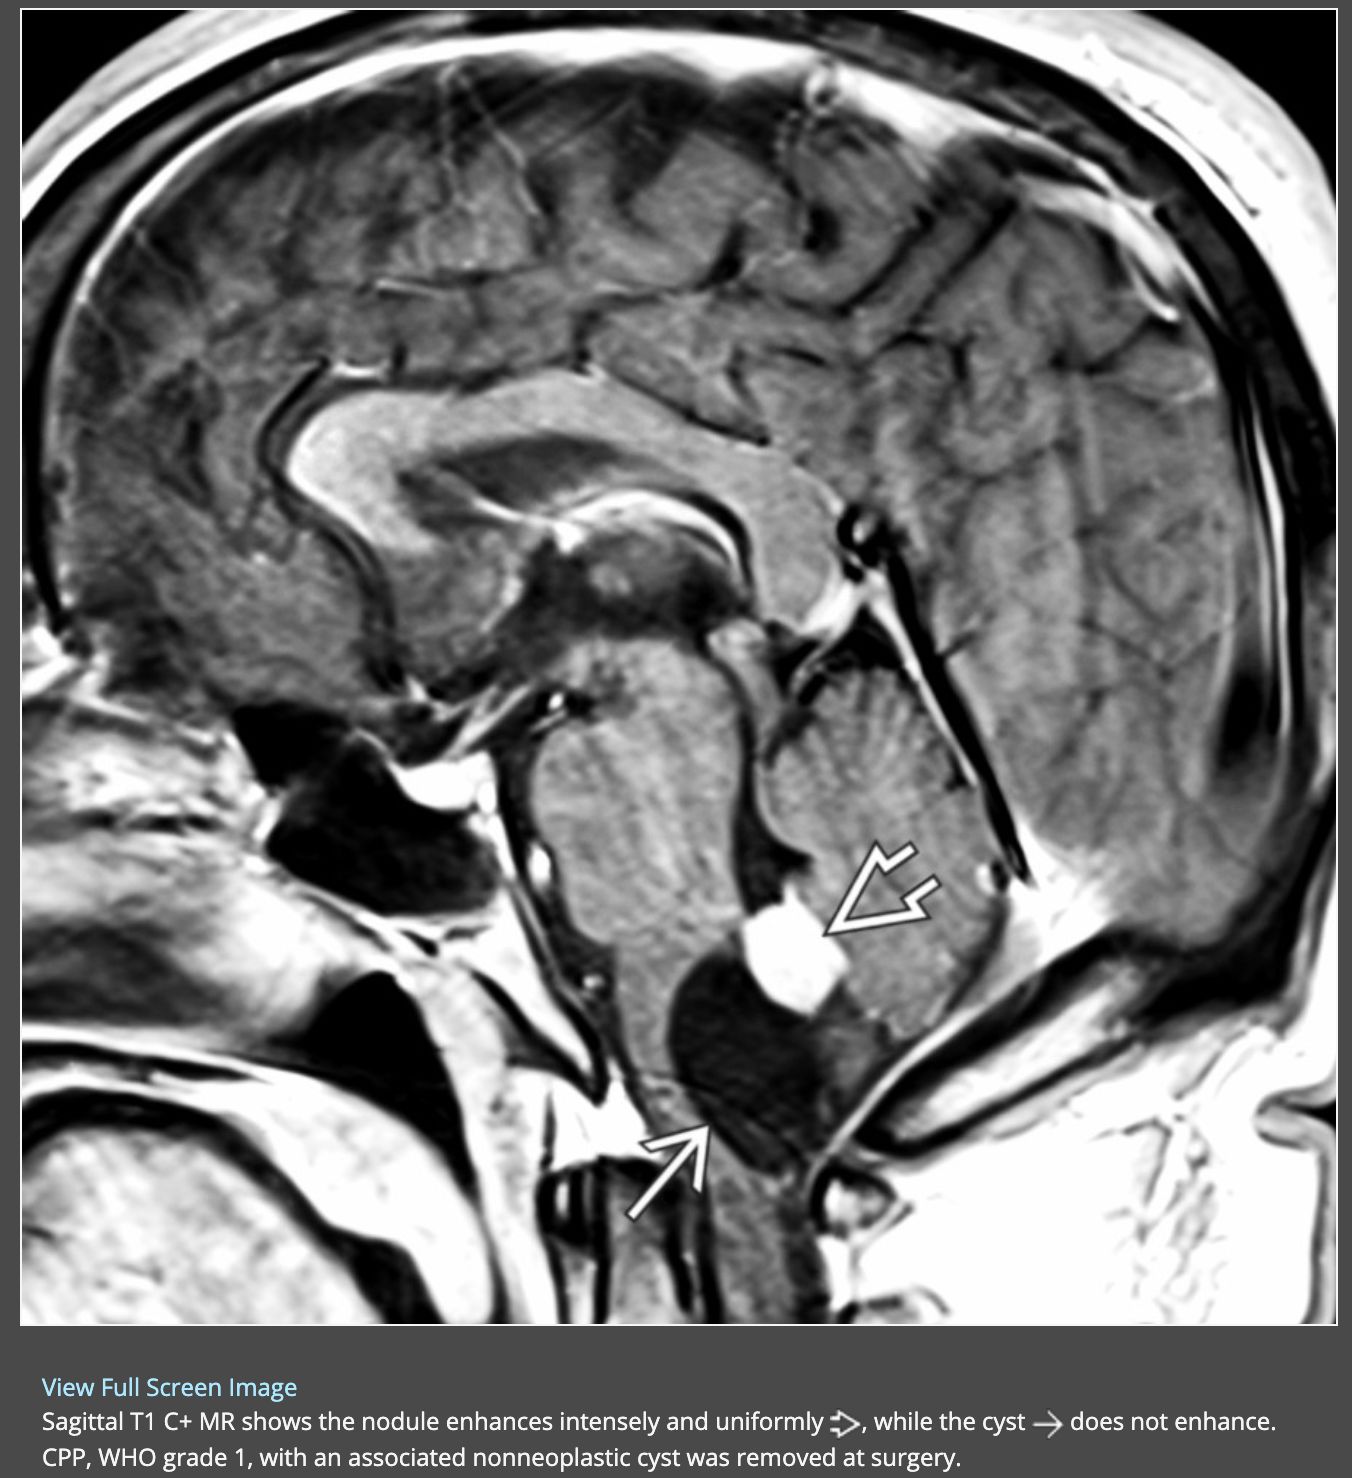 View Full Screen Image
Sagittal T1 C+ MR shows the nodule enhances intensely and uniformly , while the cyst does not enhance.
CPP, WHO grade 1, with an associated nonneoplastic cyst was removed at surgery.